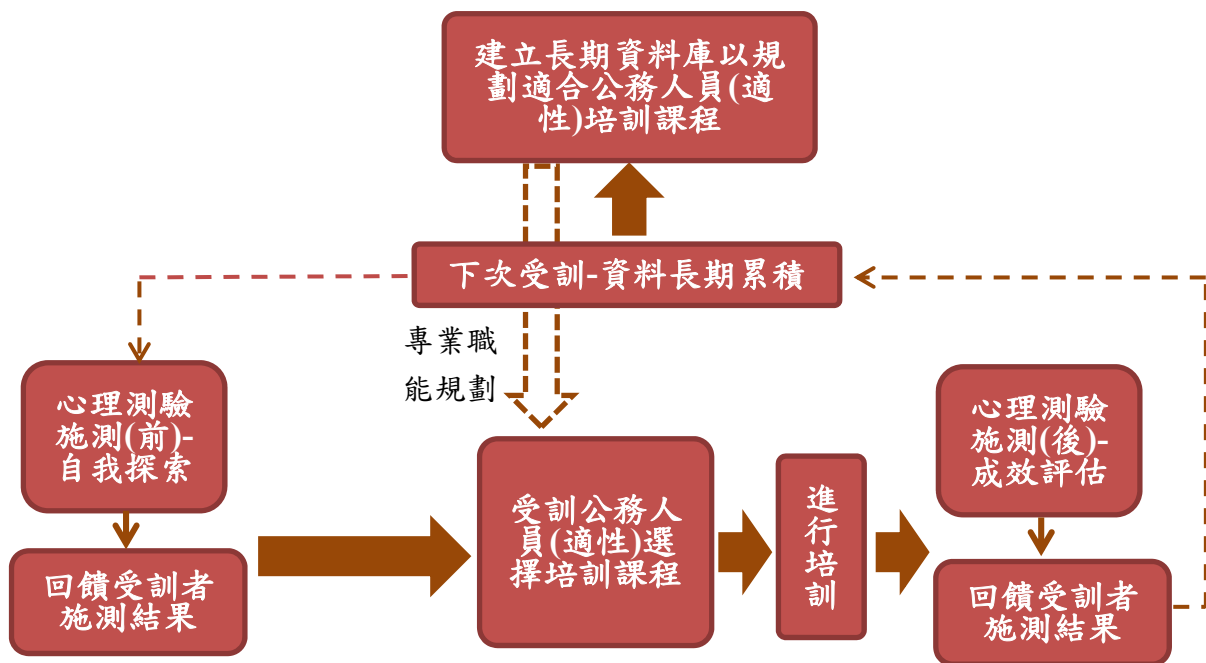 建立長期資料庫以規
劃適合公務人員(適
性)培訓課程
下次受訓-資料長期累積
專業職
能規劃
心理測驗
施測(前)-
自我探索
回饋受訓者
施測結果
受訓公務人
員(適性)選
擇培訓課程
進
行
培
訓
心理測驗
施測(後)-
成效評估
回饋受訓者
施測結果